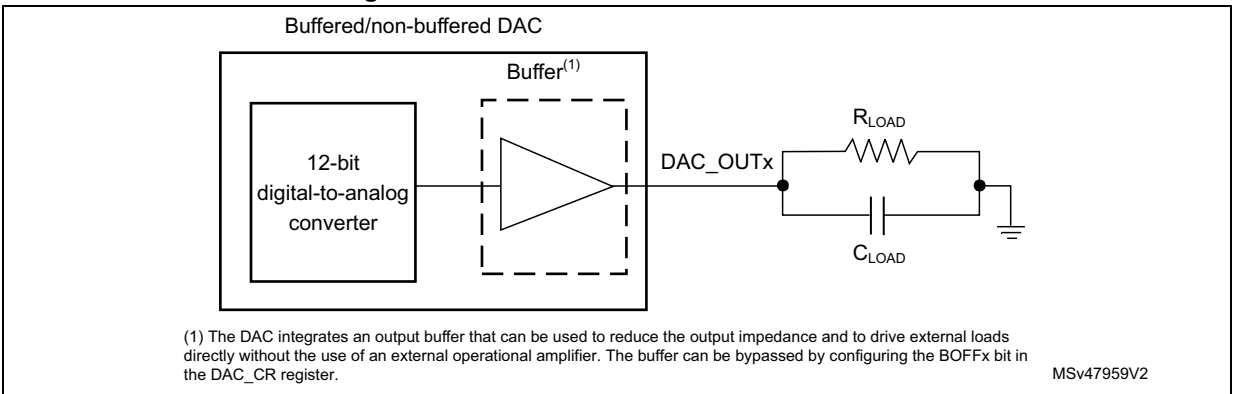 Buffered/non-buffered DAC
Buffer(1)
12-bit
digital-to-analog
converter
DAC_OUTx
RLOAD
CLOAD
(1) The DAC integrates an output buffer that can be used to reduce the output impedance and to drive external loads
directly without the use of an external operational amplifier. The buffer can be bypassed by configuring the BOFFx bit in
the DAC_CR register.
MSv47959V2